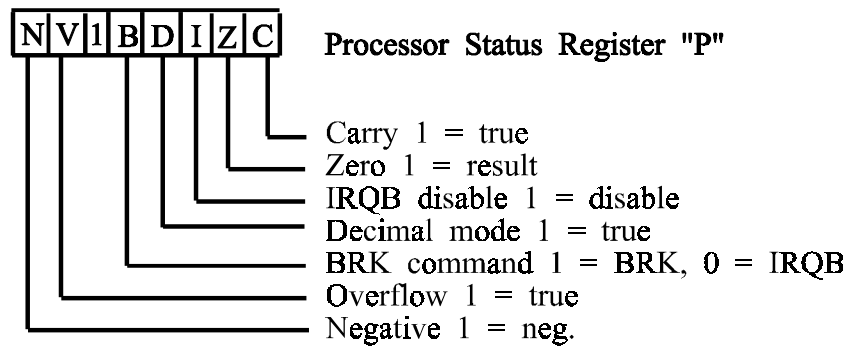 N V 1 B D I Z C
Processor Status Register "P"
Carry 1 = true
Zero 1 = result
IRQB disable 1 = disable
Decimal mode 1 = true
BRK command 1 = BRK, 0 = IRQB
Overflow 1 = true
Negative 1 = neg.